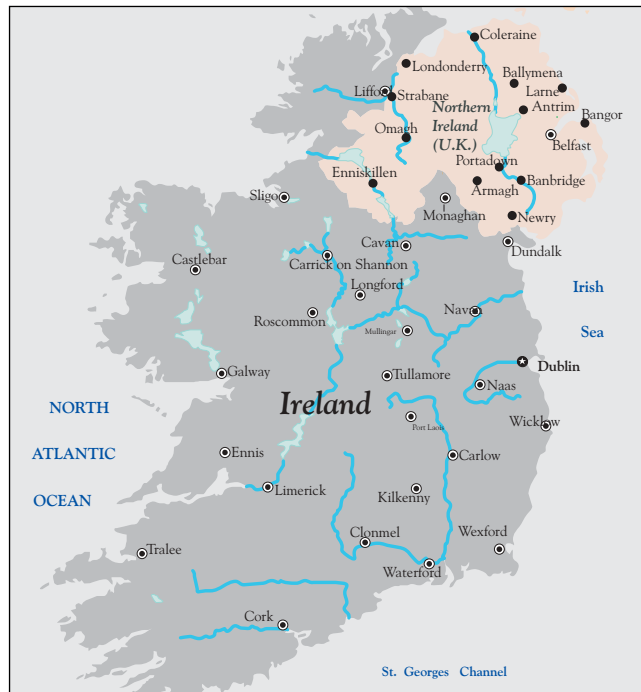 Coleraine
Londonderry
Ballymena
Larne
Liffor
Strabane
Northern
Ireland
(U.K.)
Antrim
Bangor
Omagh
Belfast
Portadown
Enniskillen
Armagh
Banbridge
Sligo
Monaghan
Newry
Cavan
Dundalk
Castlebar
Carrick on Shannon
Longford
Irish
Sea
Roscommon
Navan
Mullingar
Dublin
Galway
Tullamore
Naas
Ireland
NORTH
ATLANTIC
OCEAN
Port Laois
Wicklow
Ennis
Carlow
Limerick
Kilkenny
Clonmel
Wexford
Tralee
Waterford
Cork
St. Georges Channel